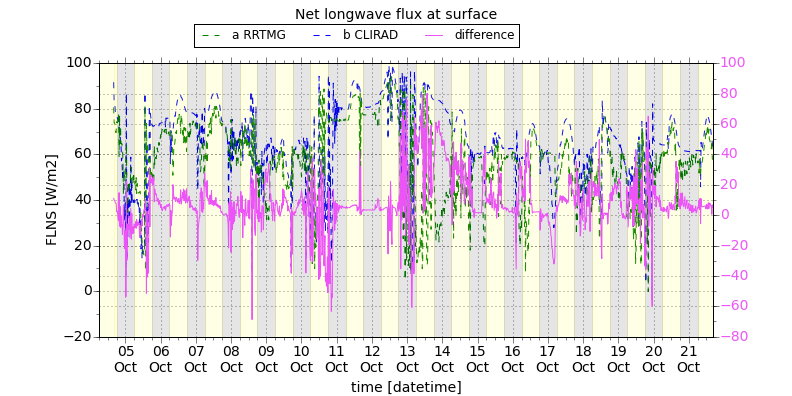 Net longwave flux at surface
a RRTMG b CLIRAD difference
100 100
80 80
60 60
40 40
20 20
0 0
−20 −20
−40
−60
−80
FLNS [W/m2]
05 06 07 08 09 10 11 12 13 14 15 16 17 18 19 20 21
Oct Oct Oct Oct Oct Oct Oct Oct Oct Oct Oct Oct Oct Oct Oct Oct Oct
time [datetime]